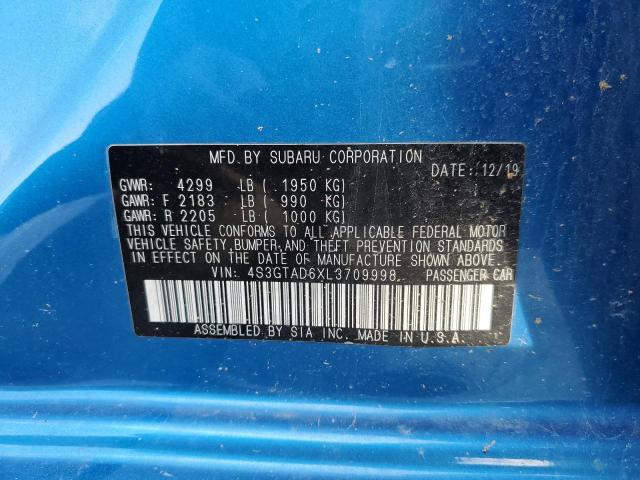 MFD. BY SUBARU CORPORATION
DATE: 12/19
GVWR: 4299 LB ( 1950 KG)
GAWR: F 2183 LB ( 990 KG)
GAWR: R 2205 LB ( 1000 KG)
THIS VEHICLE CONFORMS TO ALL APPLICABLE FEDERAL MOTOR
VEHICLE SAFETY, BUMPER, AND THEFT PREVENTION STANDARDS
IN EFFECT ON THE DATE OF MANUFACTURE SHOWN ABOVE.
VIN: 4S3GTAD6XL3709998 PASSENGER CAR
ASSEMBLED BY SIA INC. MADE IN U.S.A.